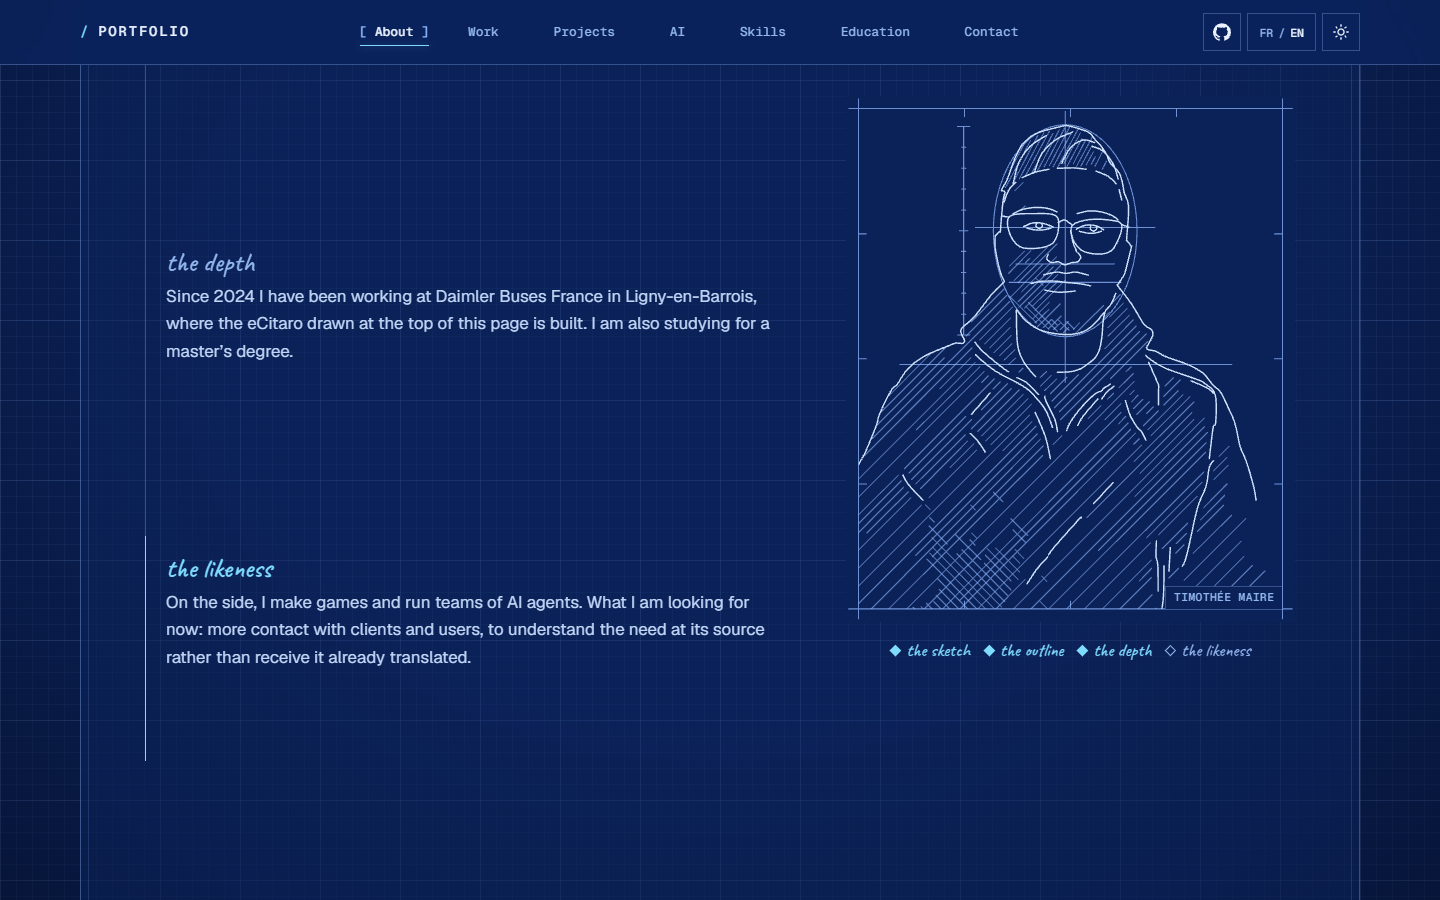 / PORTFOLIO
[ About ]
Work
Projects
AI
Skills
Education
Contact
FR / EN
the depth
Since 2024 I have been working at Daimler Buses France in Ligny-en-Barrois,
where the eCitaro drawn at the top of this page is built. I am also studying for a
master's degree.
the likeness
On the side, I make games and run teams of AI agents. What I am looking for
now: more contact with clients and users, to understand the need at its source
rather than receive it already translated.
TIMOTHÉE MAIRE
the sketch
the outline
the depth
the likeness